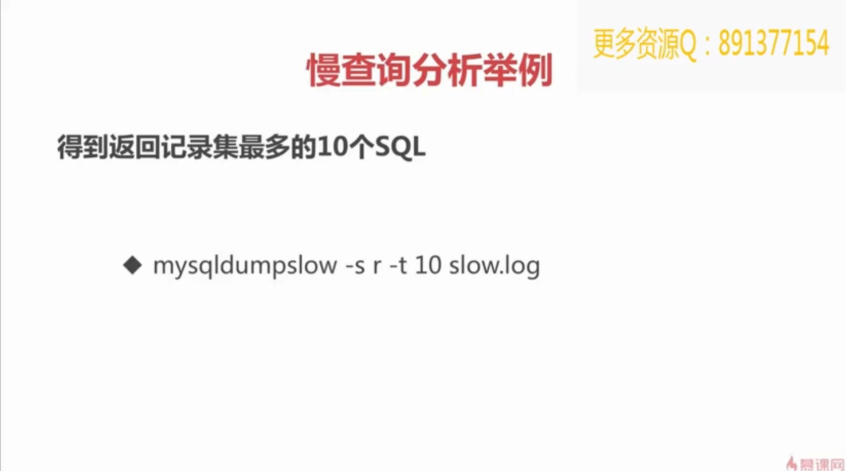 更多资源Q：891377154
慢查询分析举例
得到返回记录集最多的10个SQL
◆ mysqldumpslow -s r -t 10 slow.log
慕课网